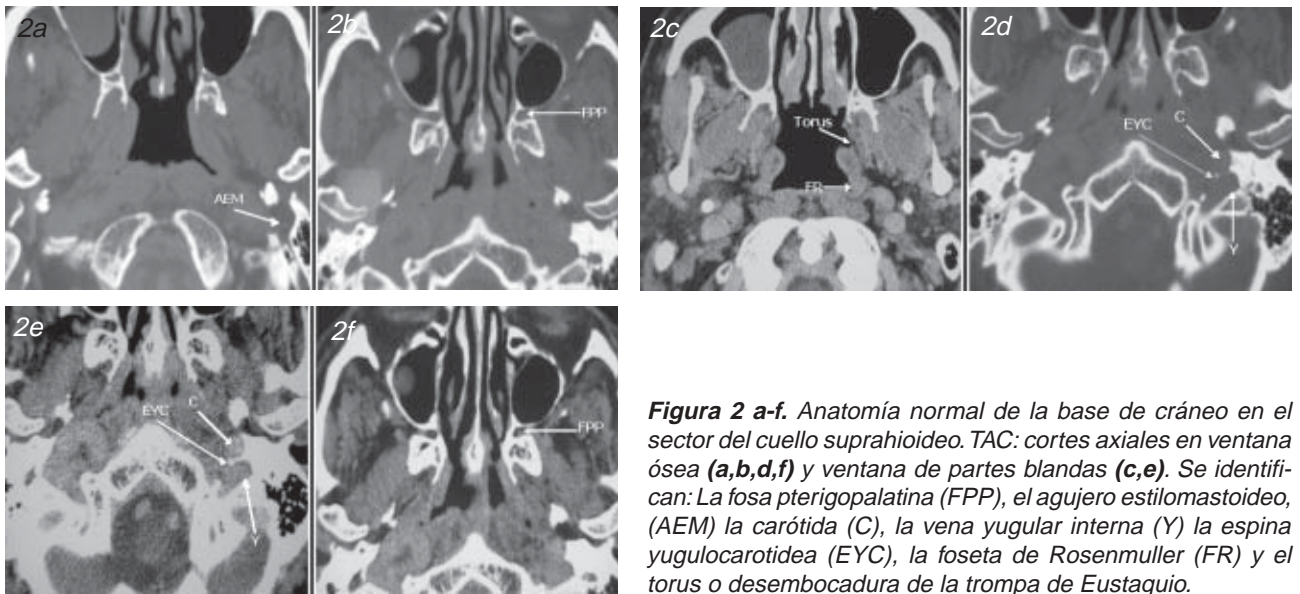 2a
2b
2c
2d
AEM
FPP
Torus
FR
EYC
C
Y
2e
2f
EYC
C
Y
FPP
Figura 2 a-f. Anatomía normal de la base de cráneo en el
sector del cuello suprahioideo. TAC: cortes axiales en ventana
ósea (a,b,d,f) y ventana de partes blandas (c,e). Se identifi-
can: La fosa pterigopalatina (FPP), el agujero estilomastoideo,
(AEM) la carótida (C), la vena yugular interna (Y) la espina
yugulocarotidea (EYC), la foseta de Rosenmuller (FR) y el
torus o desembocadura de la trompa de Eustaquio.